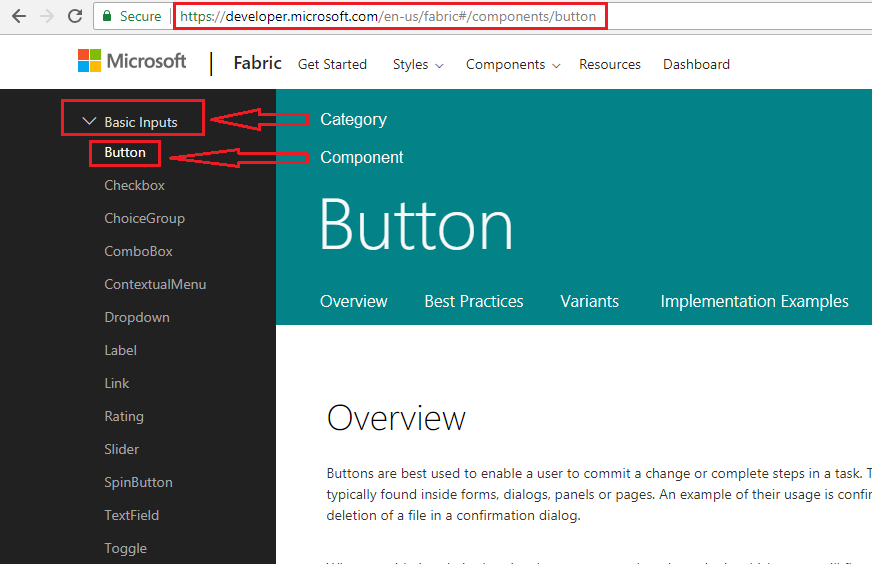 Secure https://developer.microsoft.com/en-us/fabric#/components/button
Microsoft Fabric Get Started Styles Components Resources Dashboard
Basic Inputs
Category
Button
Component
Checkbox
ChoiceGroup
ComboBox
ContextualMenu
Dropdown
Label
Link
Rating
Slider
SpinButton
TextField
Toggle
Button
Overview Best Practices Variants Implementation Examples
Overview
Buttons are best used to enable a user to commit a change or complete steps in a task. T
typically found inside forms, dialogs, panels or pages. An example of their usage is confir
deletion of a file in a confirmation dialog.